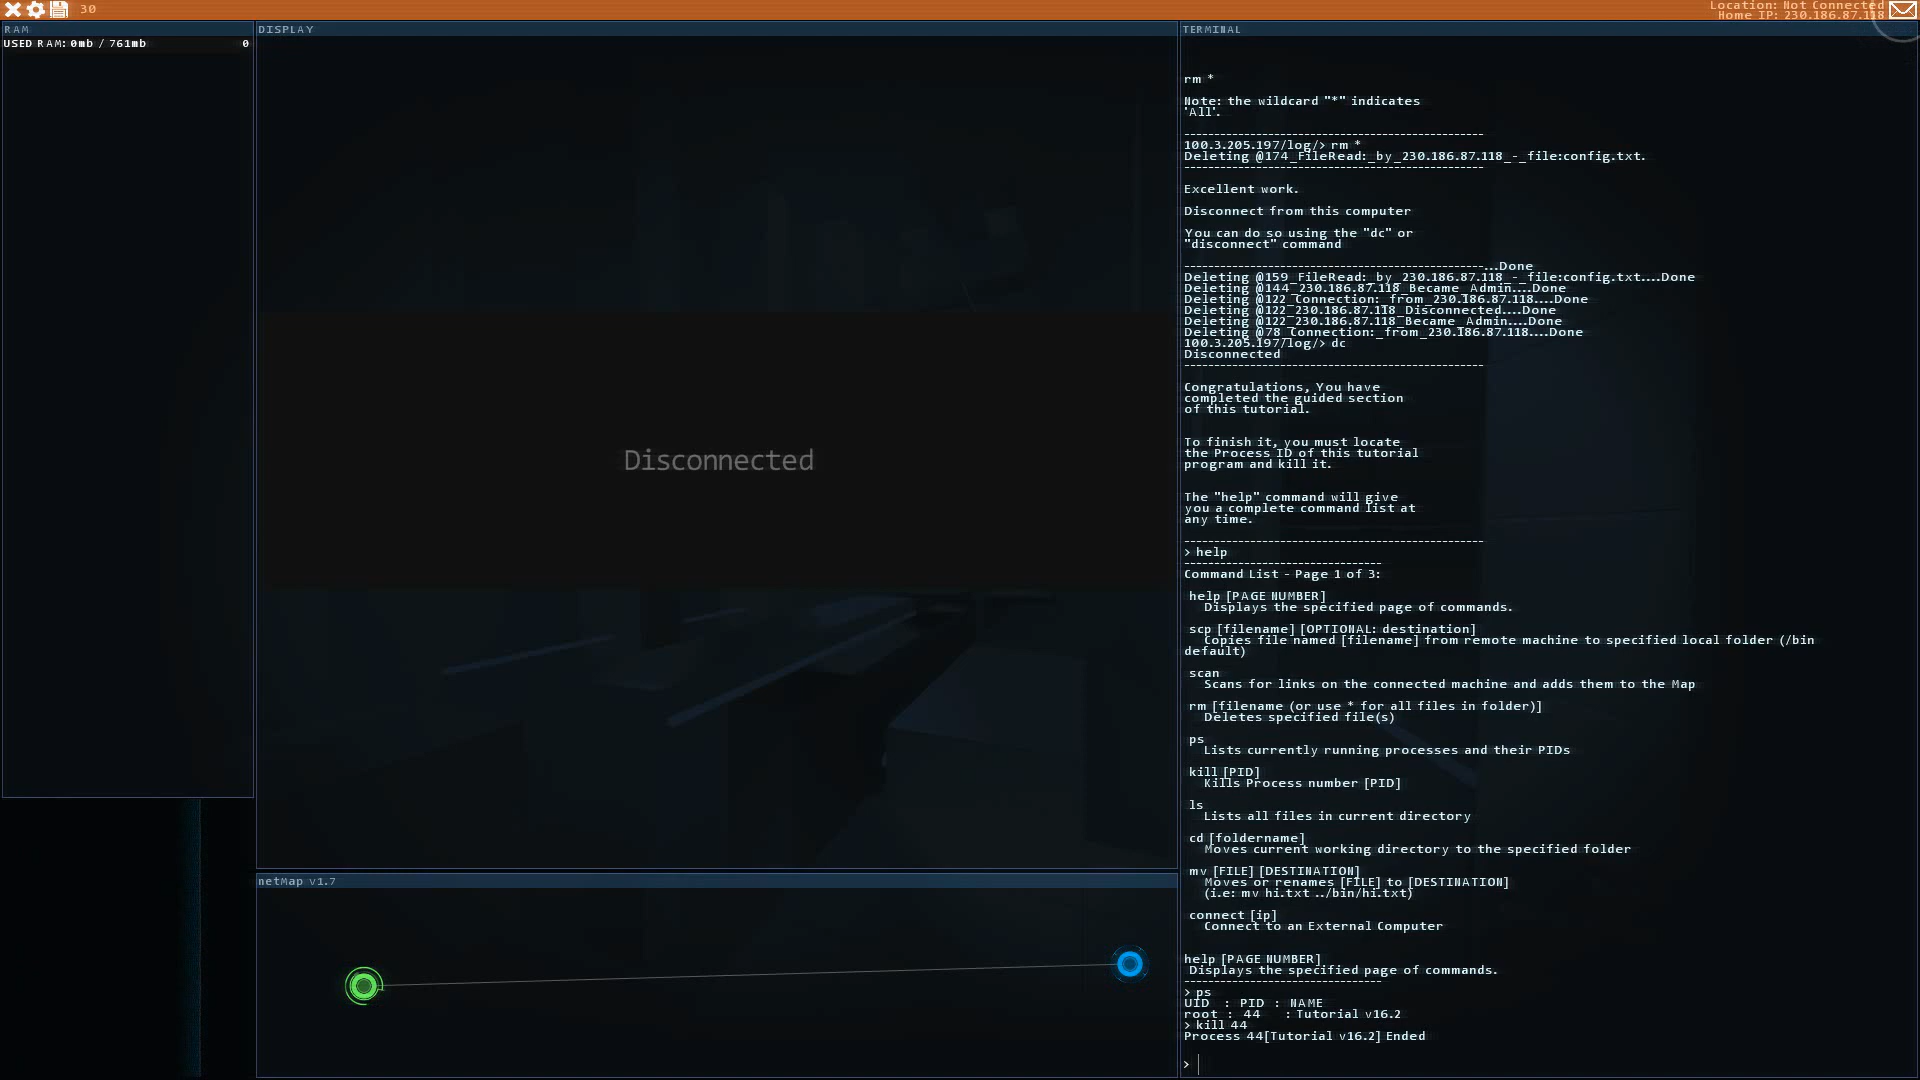 30
Location: Not Connected
Home IP: 230.186.87.118
RAM
USED RAM: 0mb / 761mb 0
DISPLAY
Disconnected
netMap v1.7
TERMINAL
rm *
Note: the wildcard "*" indicates
'All'.
--------------------------------------------------
100.3.205.197/log/> rm *
Deleting @174_FileRead:_by_230.186.87.118_-_file:config.txt.
--------------------------------------------------
Excellent work.
Disconnect from this computer
You can do so using the "dc" or
"disconnect" command
--------------------------------------------------...Done
Deleting @159_FileRead:_by_230.186.87.118_-_file:config.txt....Done
Deleting @144_230.186.87.118_Became_Admin....Done
Deleting @122_Connection:_from_230.186.87.118....Done
Deleting @122_230.186.87.118_Disconnected....Done
Deleting @122_230.186.87.118_Became_Admin....Done
Deleting @78_Connection:_from_230.186.87.118....Done
100.3.205.197/log/> dc
Disconnected
--------------------------------------------------
Congratulations, You have
completed the guided section
of this tutorial.
To finish it, you must locate
the Process ID of this tutorial
program and kill it.
The "help" command will give
you a complete command list at
any time.
--------------------------------------------------
> help
---------------------------------
Command List - Page 1 of 3:
help [PAGE NUMBER]
Displays the specified page of commands.
scp [filename] [OPTIONAL: destination]
Copies file named [filename] from remote machine to specified local folder (/bin
default)
scan
Scans for links on the connected machine and adds them to the Map
rm [filename (or use * for all files in folder)]
Deletes specified file(s)
ps
Lists currently running processes and their PIDs
kill [PID]
Kills Process number [PID]
ls
Lists all files in current directory
cd [foldername]
Moves current working directory to the specified folder
mv [FILE] [DESTINATION]
Moves or renames [FILE] to [DESTINATION]
(i.e: mv hi.txt ../bin/hi.txt)
connect [ip]
Connect to an External Computer
help [PAGE NUMBER]
Displays the specified page of commands.
---------------------------------
> ps
UID : PID : NAME
root : 44 : Tutorial v16.2
> kill 44
Process 44[Tutorial v16.2] Ended
>